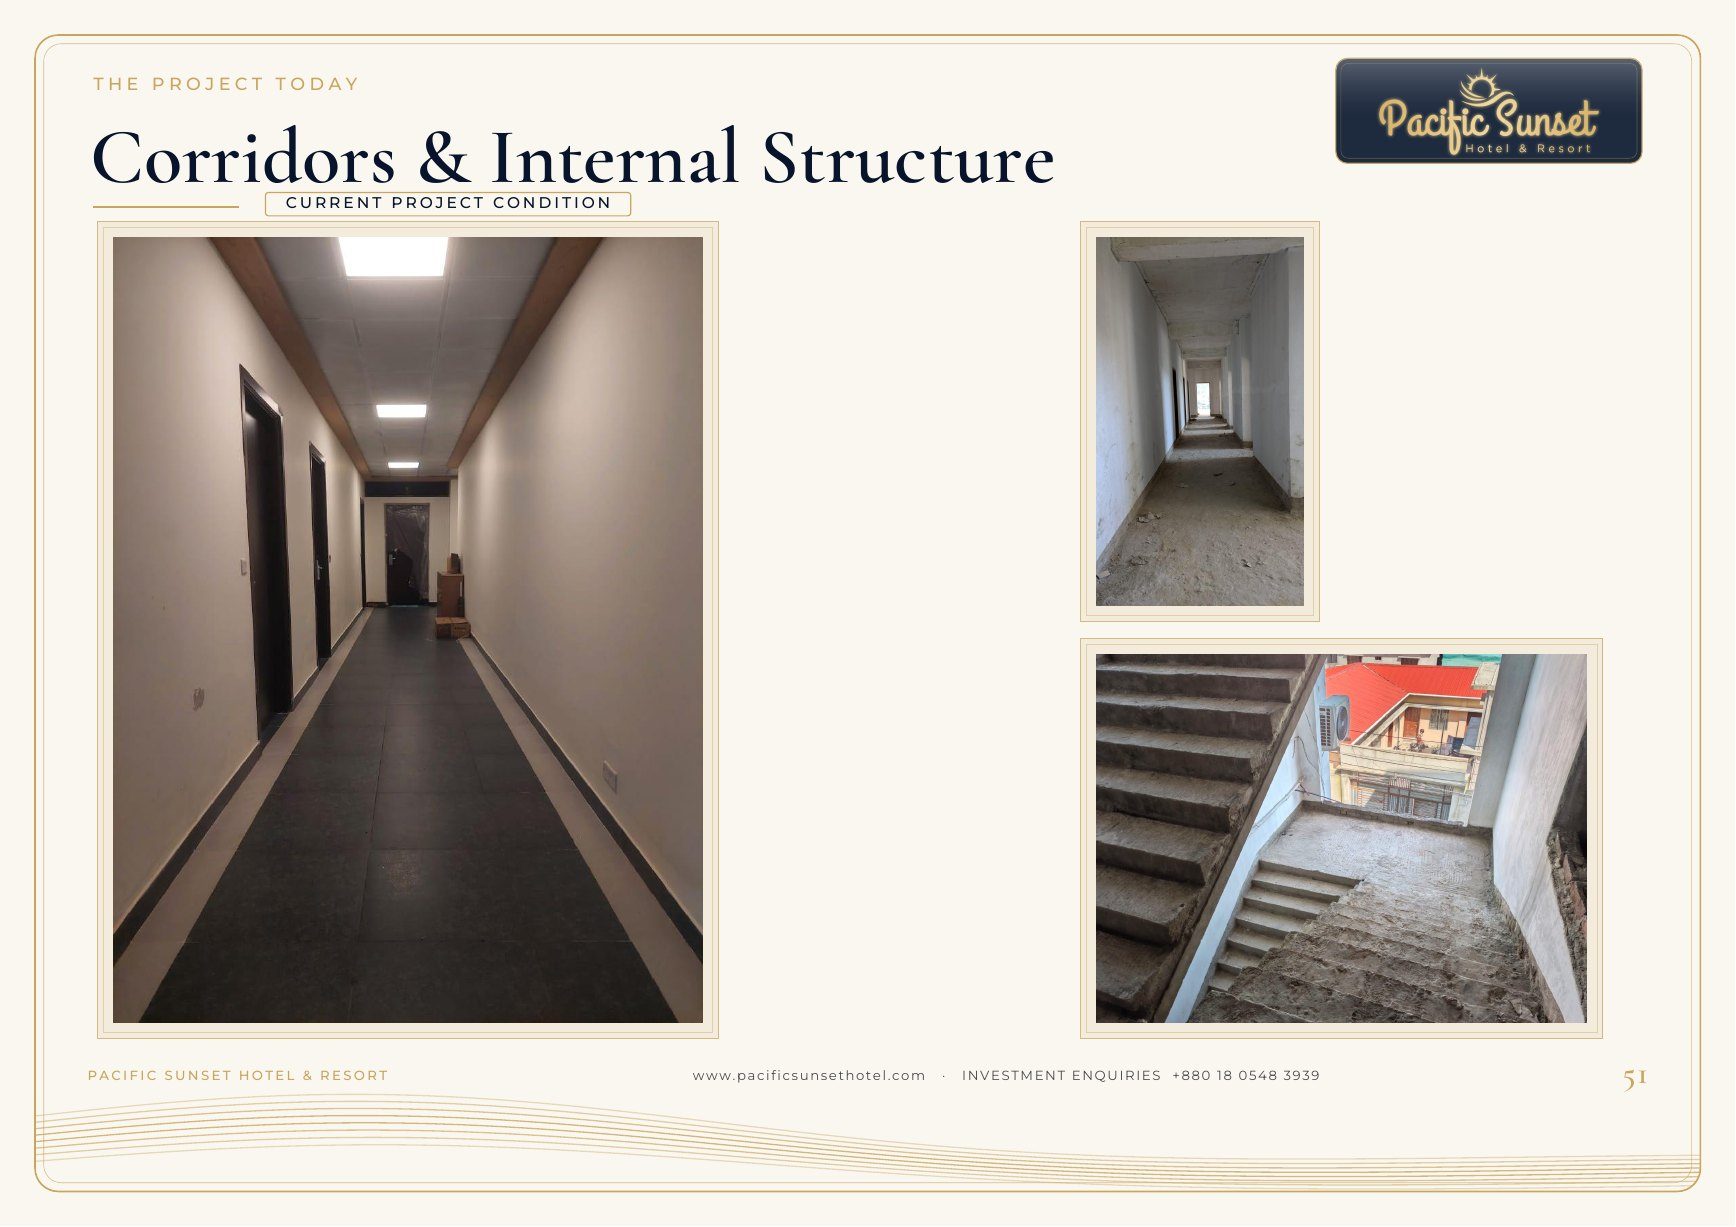 THE PROJECT TODAY
Corridors & Internal Structure
CURRENT PROJECT CONDITION
Pacific Sunset
Hotel & Resort
PACIFIC SUNSET HOTEL & RESORT
www.pacificsunsethotel.com · INVESTMENT ENQUIRIES +880 18 0548 3939
51